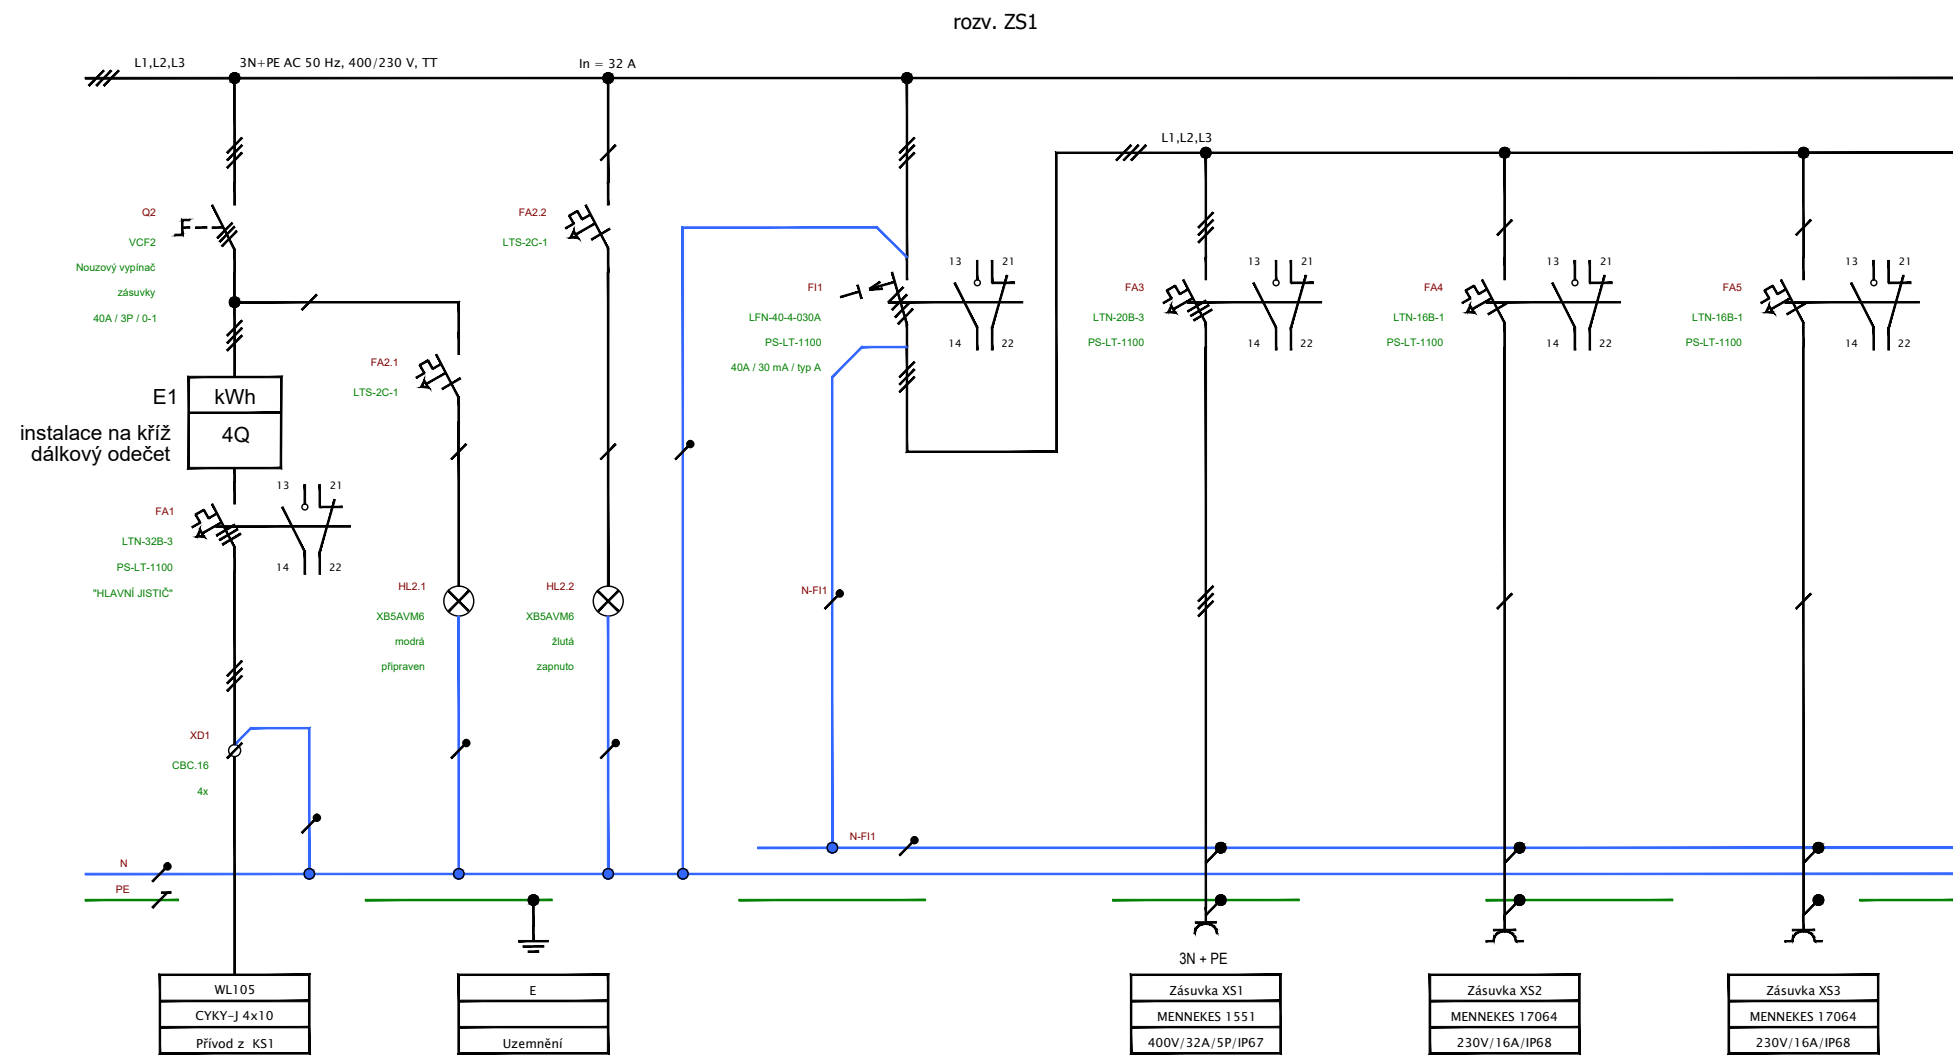 rozv. ZS1
L1,L2,L3
3N+PE AC 50 Hz, 400/230 V, TT
In = 32 A
L1,L2,L3
Q2
VCF2
Nouzový vypínač
zásuvky
40A / 3P / 0-1
FA2.2
LTS-2C-1
FA2.1
LTS-2C-1
FI1
LFN-40-4-030A
PS-LT-1100
40A / 30 mA / typ A
13
21
14
22
FA3
LTN-20B-3
PS-LT-1100
13
21
14
22
FA4
LTN-16B-1
PS-LT-1100
13
21
14
22
FA5
LTN-16B-1
PS-LT-1100
13
21
14
22
E1
kWh
4Q
instalace na kříž
dálkový odečet
FA1
LTN-32B-3
PS-LT-1100
"HLAVNÍ JISTIČ"
13
21
14
22
HL2.1
XB5AVM6
modrá
připraven
HL2.2
XB5AVM6
žlutá
zapnuto
N-FI1
XD1
CBC.16
4x
N-FI1
N
PE
3N + PE
WL105
CYKY-J 4x10
Přívod z KS1
E
Uzemnění
Zásuvka XS1
MENNEKES 1551
400V/32A/5P/IP67
Zásuvka XS2
MENNEKES 17064
230V/16A/IP68
Zásuvka XS3
MENNEKES 17064
230V/16A/IP68